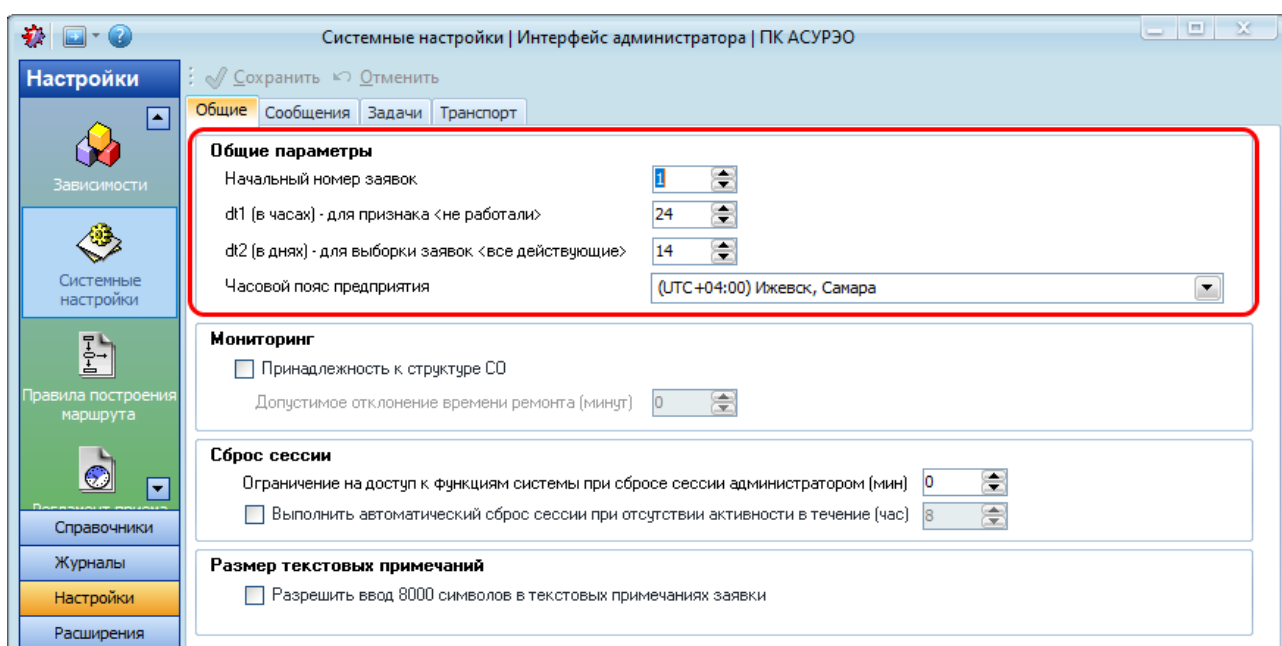 Системные настройки | Интерфейс администратора | ПК АСУРЭО
Настройки
Сохранить Отменить
Общие Сообщения Задачи Транспорт
Зависимости
Системные
настройки
Правила построения
маршрута
Регламент приема
Справочники
Журналы
Настройки
Расширения
Общие параметры
Начальный номер заявок 1
dt1 (в часах) - для признака <не работали> 24
dt2 (в днях) - для выборки заявок <все действующие> 14
Часовой пояс предприятия (UTC+04:00) Ижевск, Самара
Мониторинг
Принадлежность к структуре СО
Допустимое отклонение времени ремонта (минут) 0
Сброс сессии
Ограничение на доступ к функциям системы при сбросе сессии администратором (мин) 0
Выполнить автоматический сброс сессии при отсутствии активности в течение (час) 8
Размер текстовых примечаний
Разрешить ввод 8000 символов в текстовых примечаниях заявки